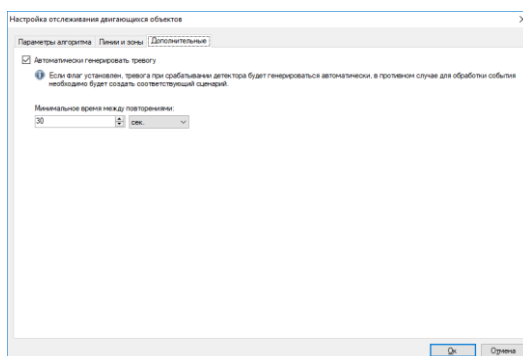 Настройка отслеживания двигающихся объектов
Параметры алгоритма Линии и зоны Дополнительные
Автоматически генерировать тревогу
Если флаг установлен, тревога при срабатывании детектора будет генерироваться автоматически, в противном случае для обработки события
необходимо будет создать соответствующий сценарий.
Минимальное время между повторениями:
30 сек.
Ок Отмена